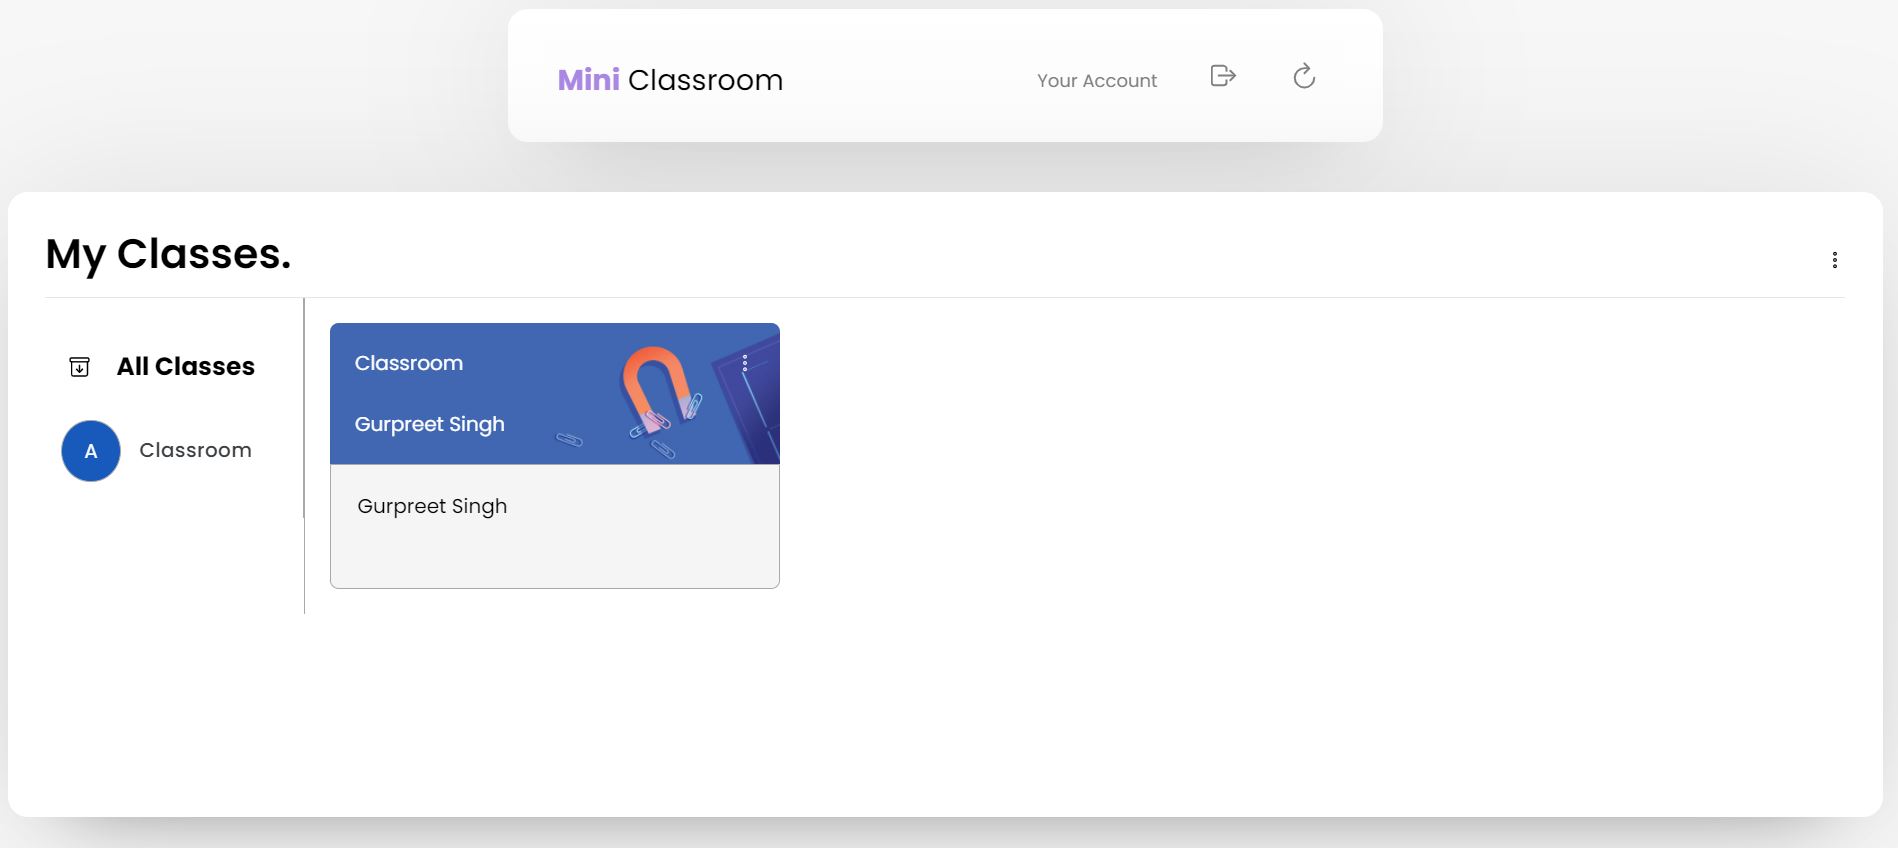 Mini Classroom
Your Account
My Classes.
All Classes
A
Classroom
Classroom
Gurpreet Singh
Gurpreet Singh